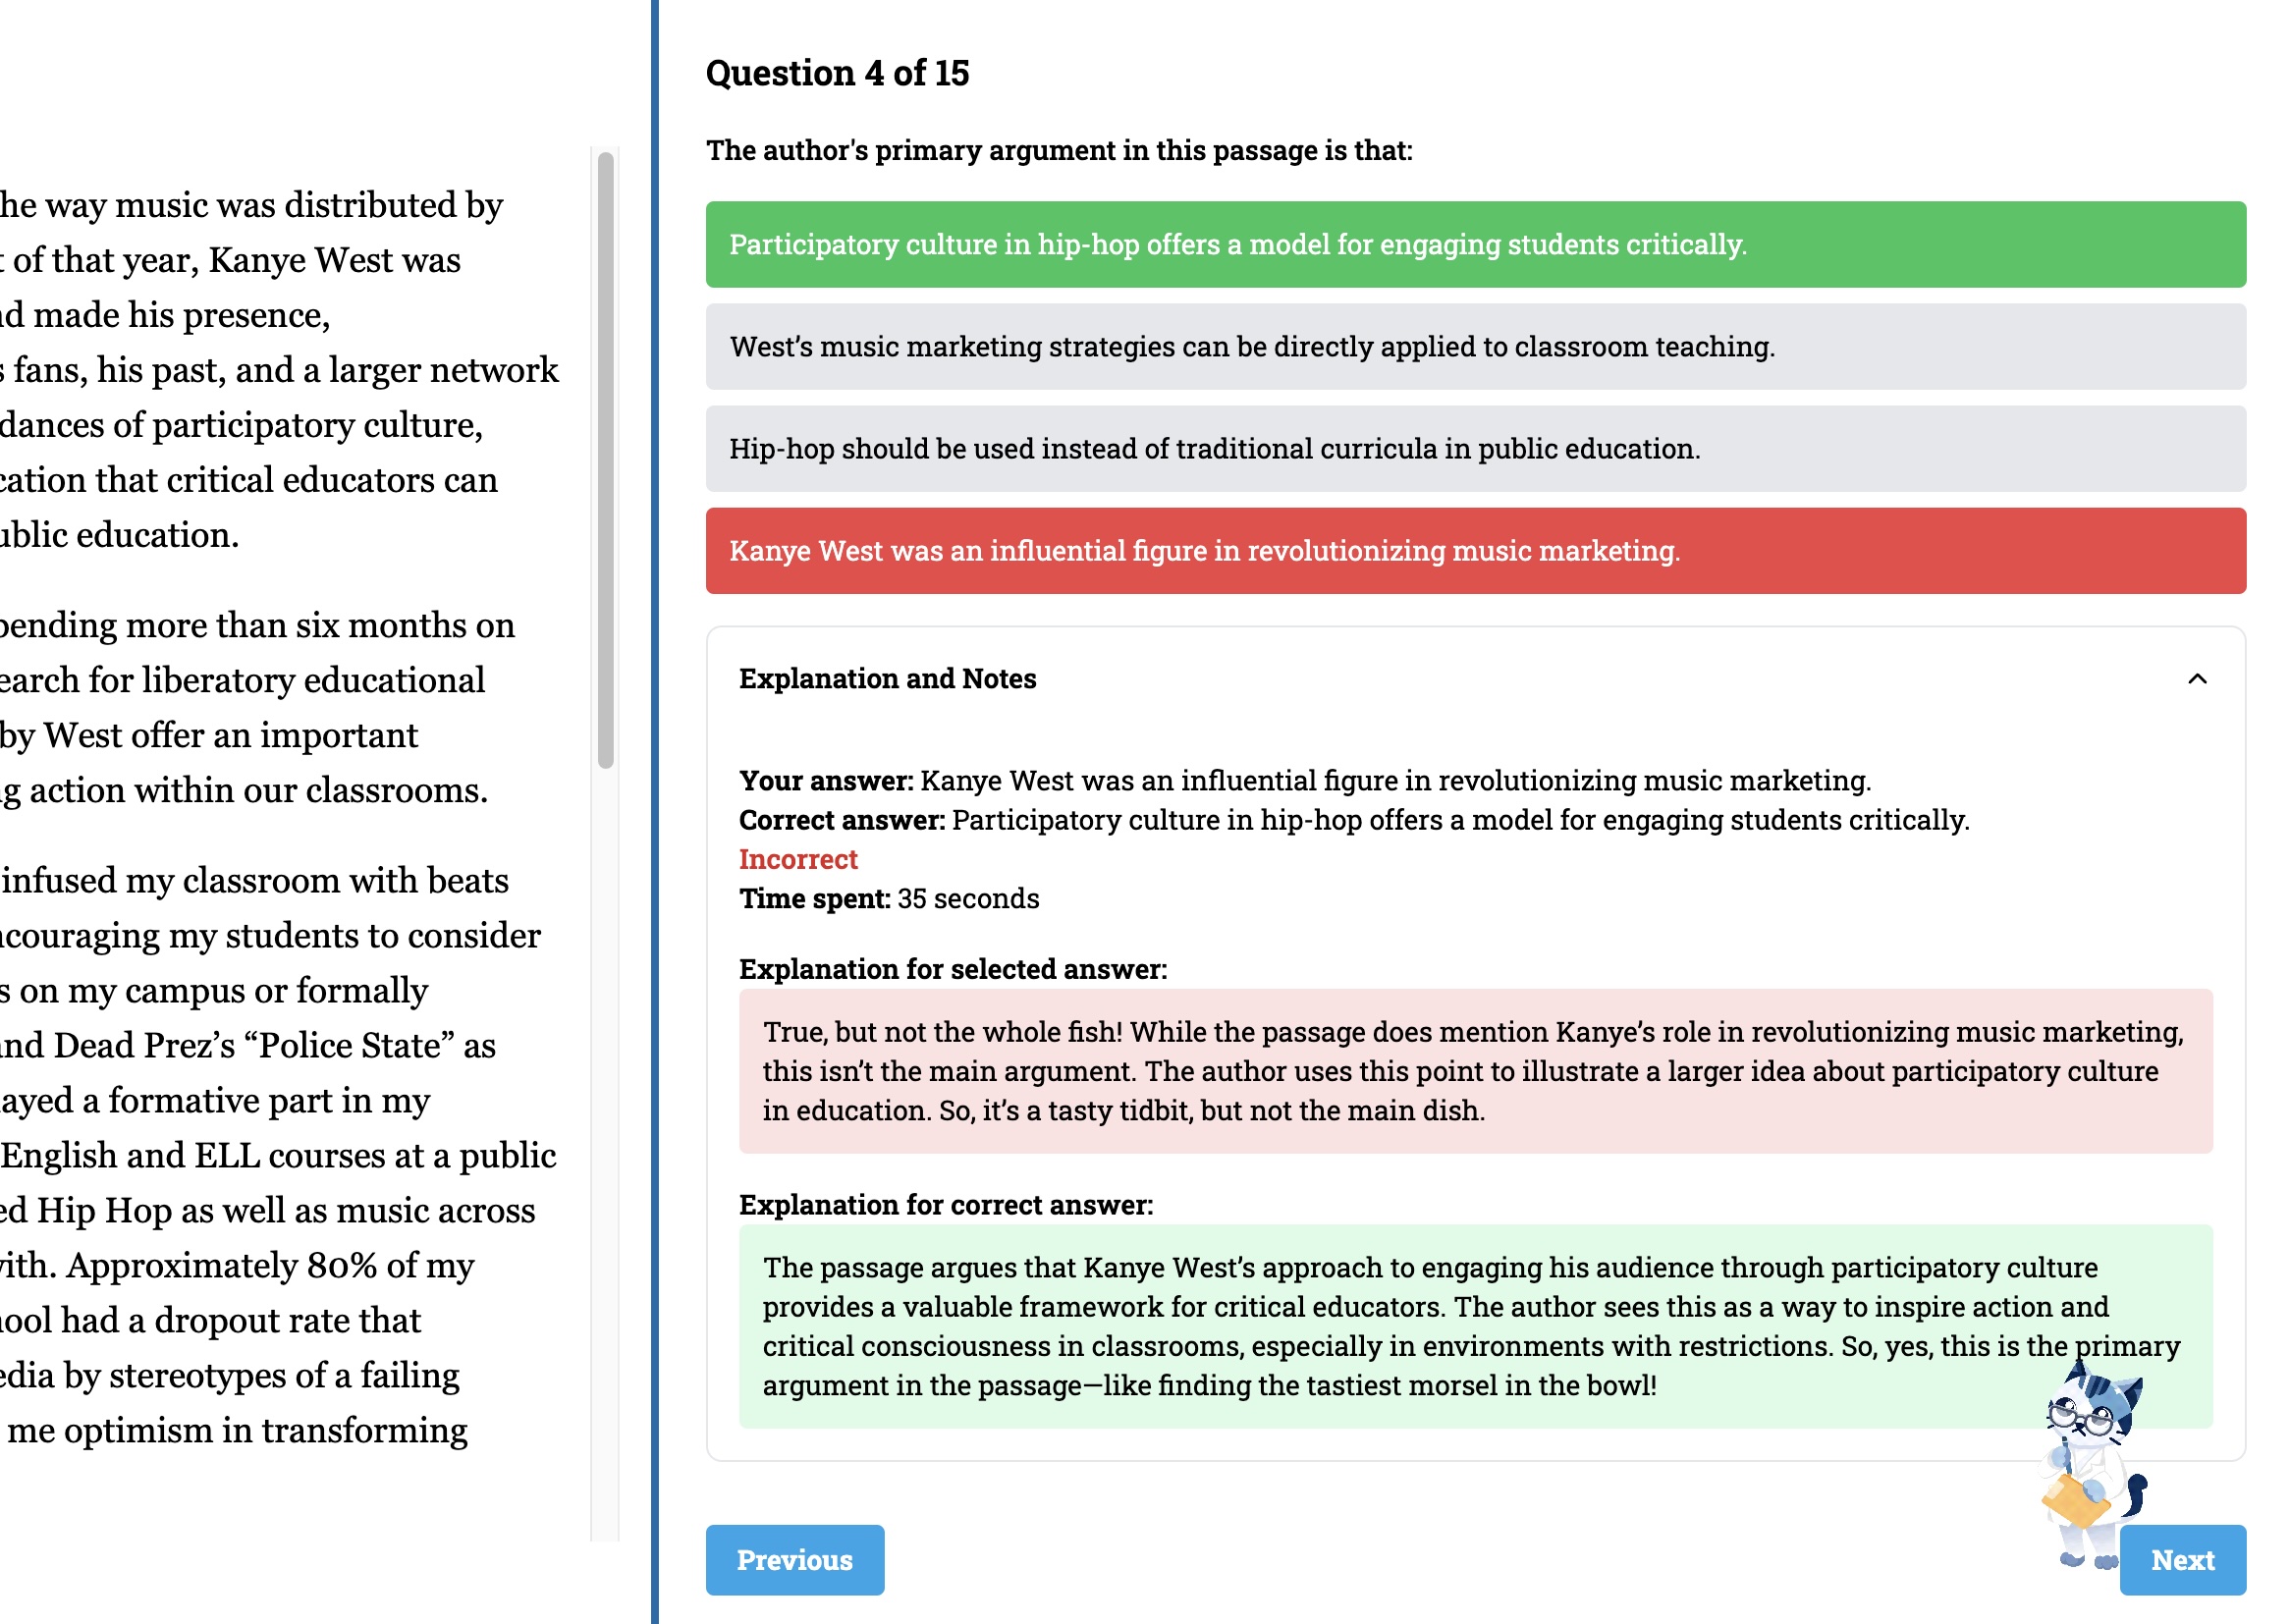 he way music was distributed by
of that year, Kanye West was
d made his presence,
fans, his past, and a larger network
dances of participatory culture,
cation that critical educators can
ublic education.
ending more than six months on
earch for liberatory educational
by West offer an important
g action within our classrooms.
infused my classroom with beats
ncouraging my students to consider
s on my campus or formally
and Dead Prez’s “Police State” as
ayed a formative part in my
English and ELL courses at a public
ed Hip Hop as well as music across
with. Approximately 80% of my
ool had a dropout rate that
edia by stereotypes of a failing
me optimism in transforming
Question 4 of 15
The author's primary argument in this passage is that:
Participatory culture in hip-hop offers a model for engaging students critically.
West’s music marketing strategies can be directly applied to classroom teaching.
Hip-hop should be used instead of traditional curricula in public education.
Kanye West was an influential figure in revolutionizing music marketing.
Explanation and Notes
Your answer: Kanye West was an influential figure in revolutionizing music marketing.
Correct answer: Participatory culture in hip-hop offers a model for engaging students critically.
Incorrect
Time spent: 35 seconds
Explanation for selected answer:
True, but not the whole fish! While the passage does mention Kanye’s role in revolutionizing music marketing,
this isn’t the main argument. The author uses this point to illustrate a larger idea about participatory culture
in education. So, it’s a tasty tidbit, but not the main dish.
Explanation for correct answer:
The passage argues that Kanye West’s approach to engaging his audience through participatory culture
provides a valuable framework for critical educators. The author sees this as a way to inspire action and
critical consciousness in classrooms, especially in environments with restrictions. So, yes, this is the primary
argument in the passage—like finding the tastiest morsel in the bowl!
Previous
Next